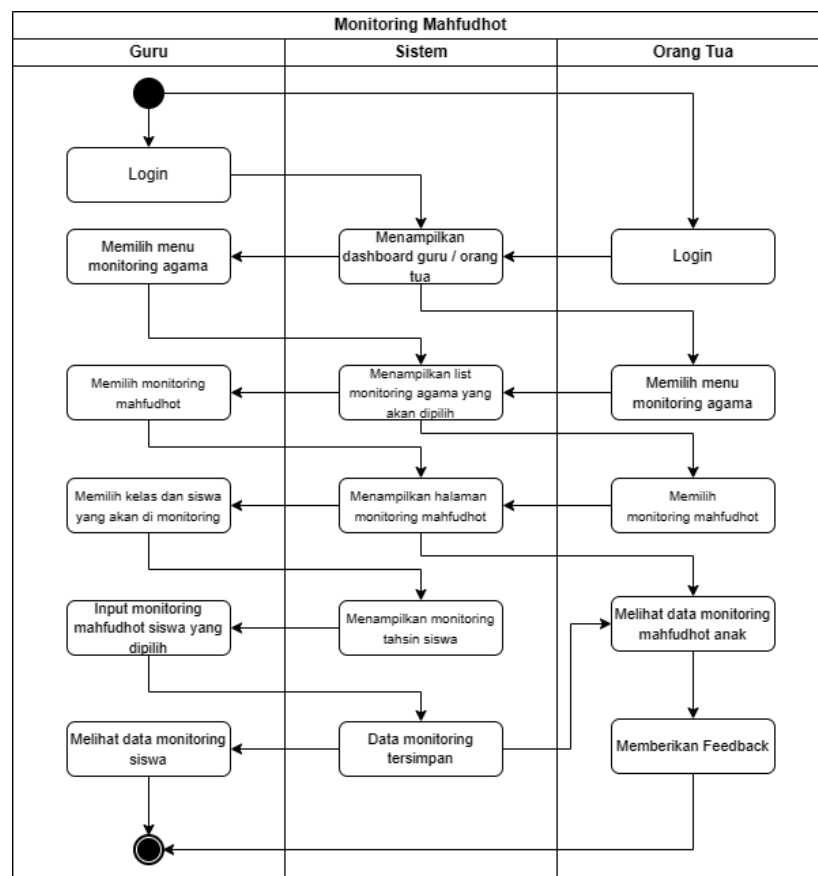 Monitoring Mahfudhot
Guru
Sistem
Orang Tua
Login
Memilih menu
monitoring agama
Menampilkan
dashboard guru / orang
tua
Login
Memilih monitoring
mahfudhot
Menampilkan list
monitoring agama yang
akan dipilih
Memilih menu
monitoring agama
Memilih kelas dan siswa
yang akan di monitoring
Menampilkan halaman
monitoring mahfudhot
Memilih
monitoring mahfudhot
Input monitoring
mahfudhot siswa yang
dipilih
Menampilkan monitoring
tahsin siswa
Melihat data monitoring
mahfudhot anak
Melihat data monitoring
siswa
Data monitoring
tersimpan
Memberikan Feedback